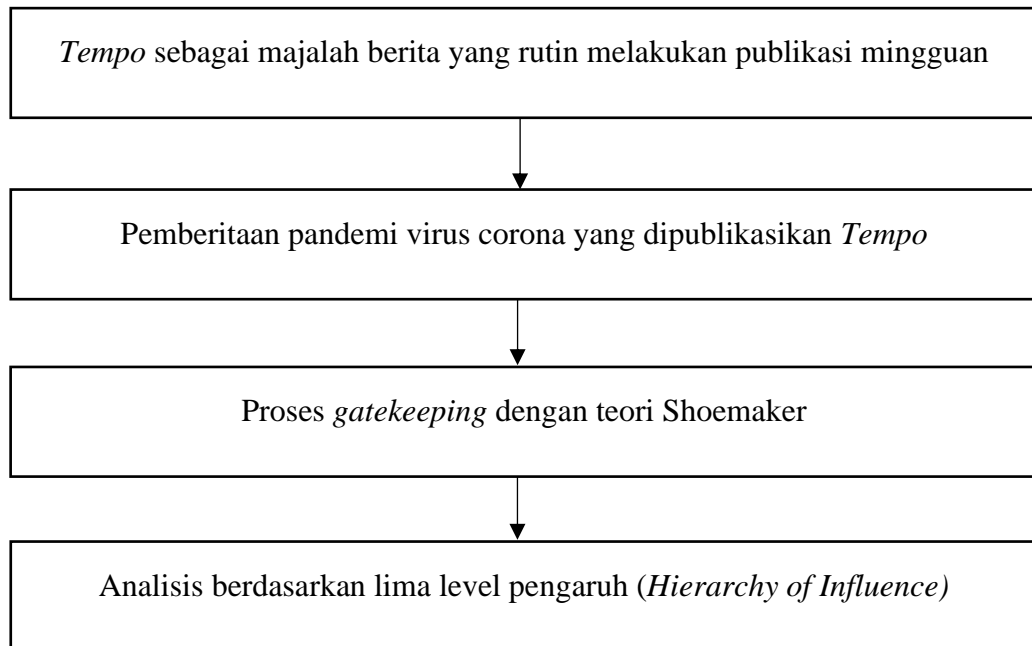 Tempo sebagai majalah berita yang rutin melakukan publikasi mingguan
Pemberitaan pandemi virus corona yang dipublikasikan Tempo
Proses gatekeeping dengan teori Shoemaker
Analisis berdasarkan lima level pengaruh (Hierarchy of Influence)